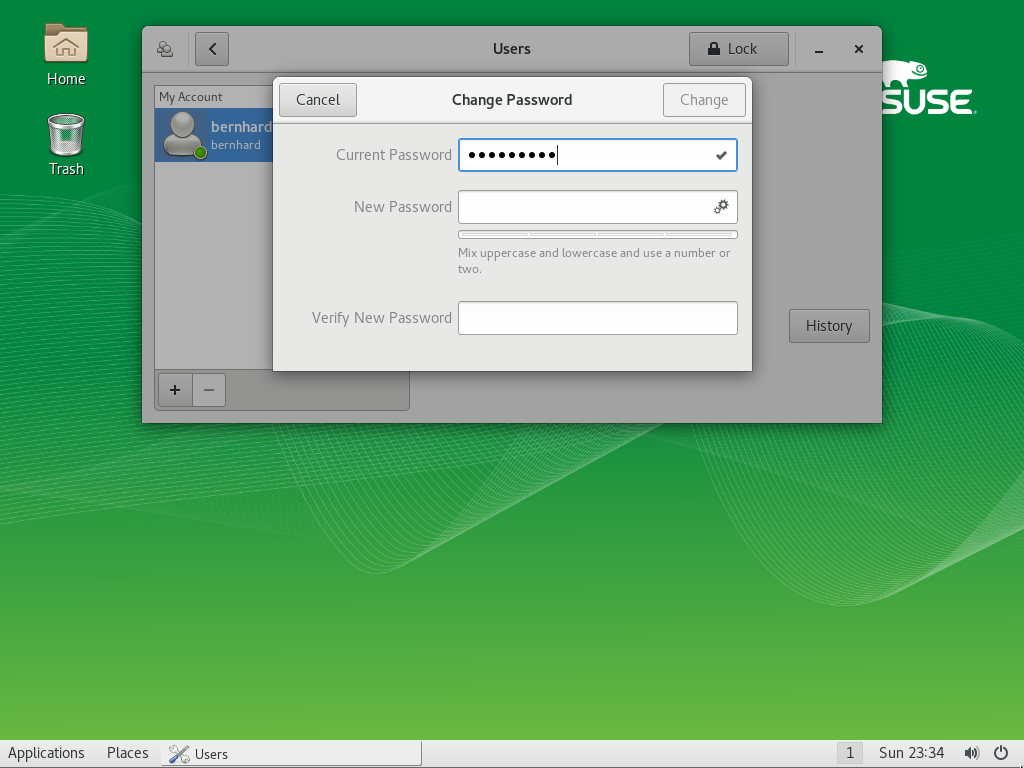 Home
Trash
Users
Lock
SUSE
My Account
bernhard
bernhard
Cancel
Change Password
Change
Current Password
New Password
Mix uppercase and lowercase and use a number or
two.
Verify New Password
History
Applications
Places
Users
1
Sun 23:34